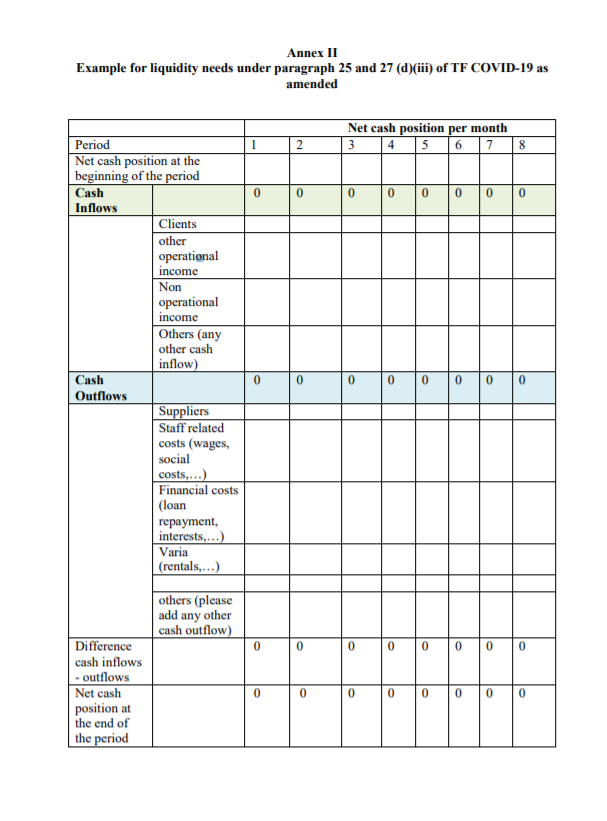 Annex II
Example for liquidity needs under paragraph 25 and 27 (d)(iii) of TF COVID-19 as
amended
Net cash position per month
Period 1 2 3 4 5 6 7 8
Net cash position at the
beginning of the period
Cash 0 0 0 0 0 0 0 0
Inflows
Clients
other
operational
income
Non
operational
income
Others (any
other cash
inflow)
Cash 0 0 0 0 0 0 0 0
Outflows
Suppliers
Staff related
costs (wages,
social
costs,…)
Financial costs
(loan
repayment,
interests,…)
Varia
(rentals,…)
others (please
add any other
cash outflow)
Difference 0 0 0 0 0 0 0 0
cash inflows
- outflows
Net cash 0 0 0 0 0 0 0 0
position at
the end of
the period